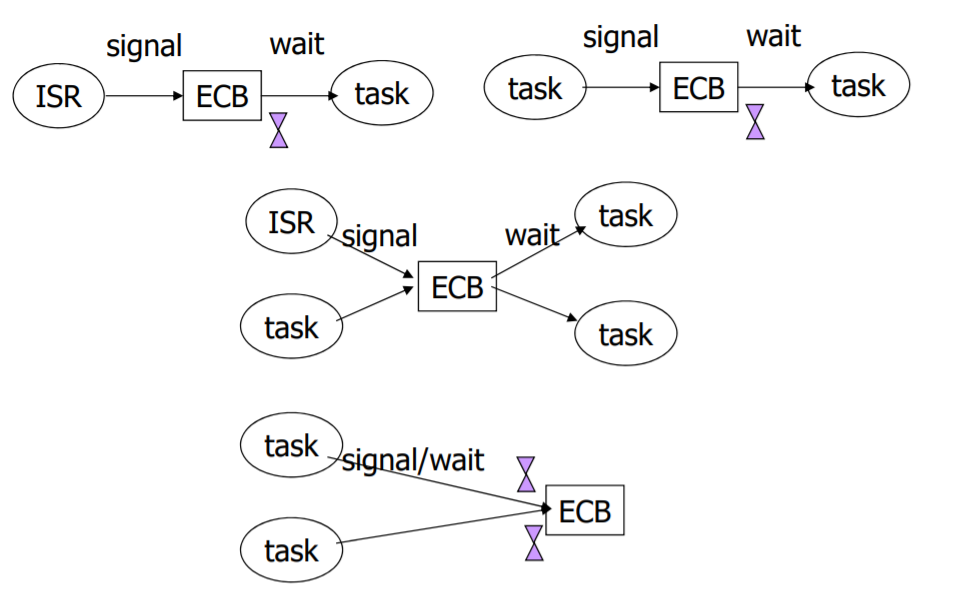 signal wait
ISR ECB task
signal wait
task ECB task
ISR signal wait task
ECB
task task
task signal/wait
ECB
task